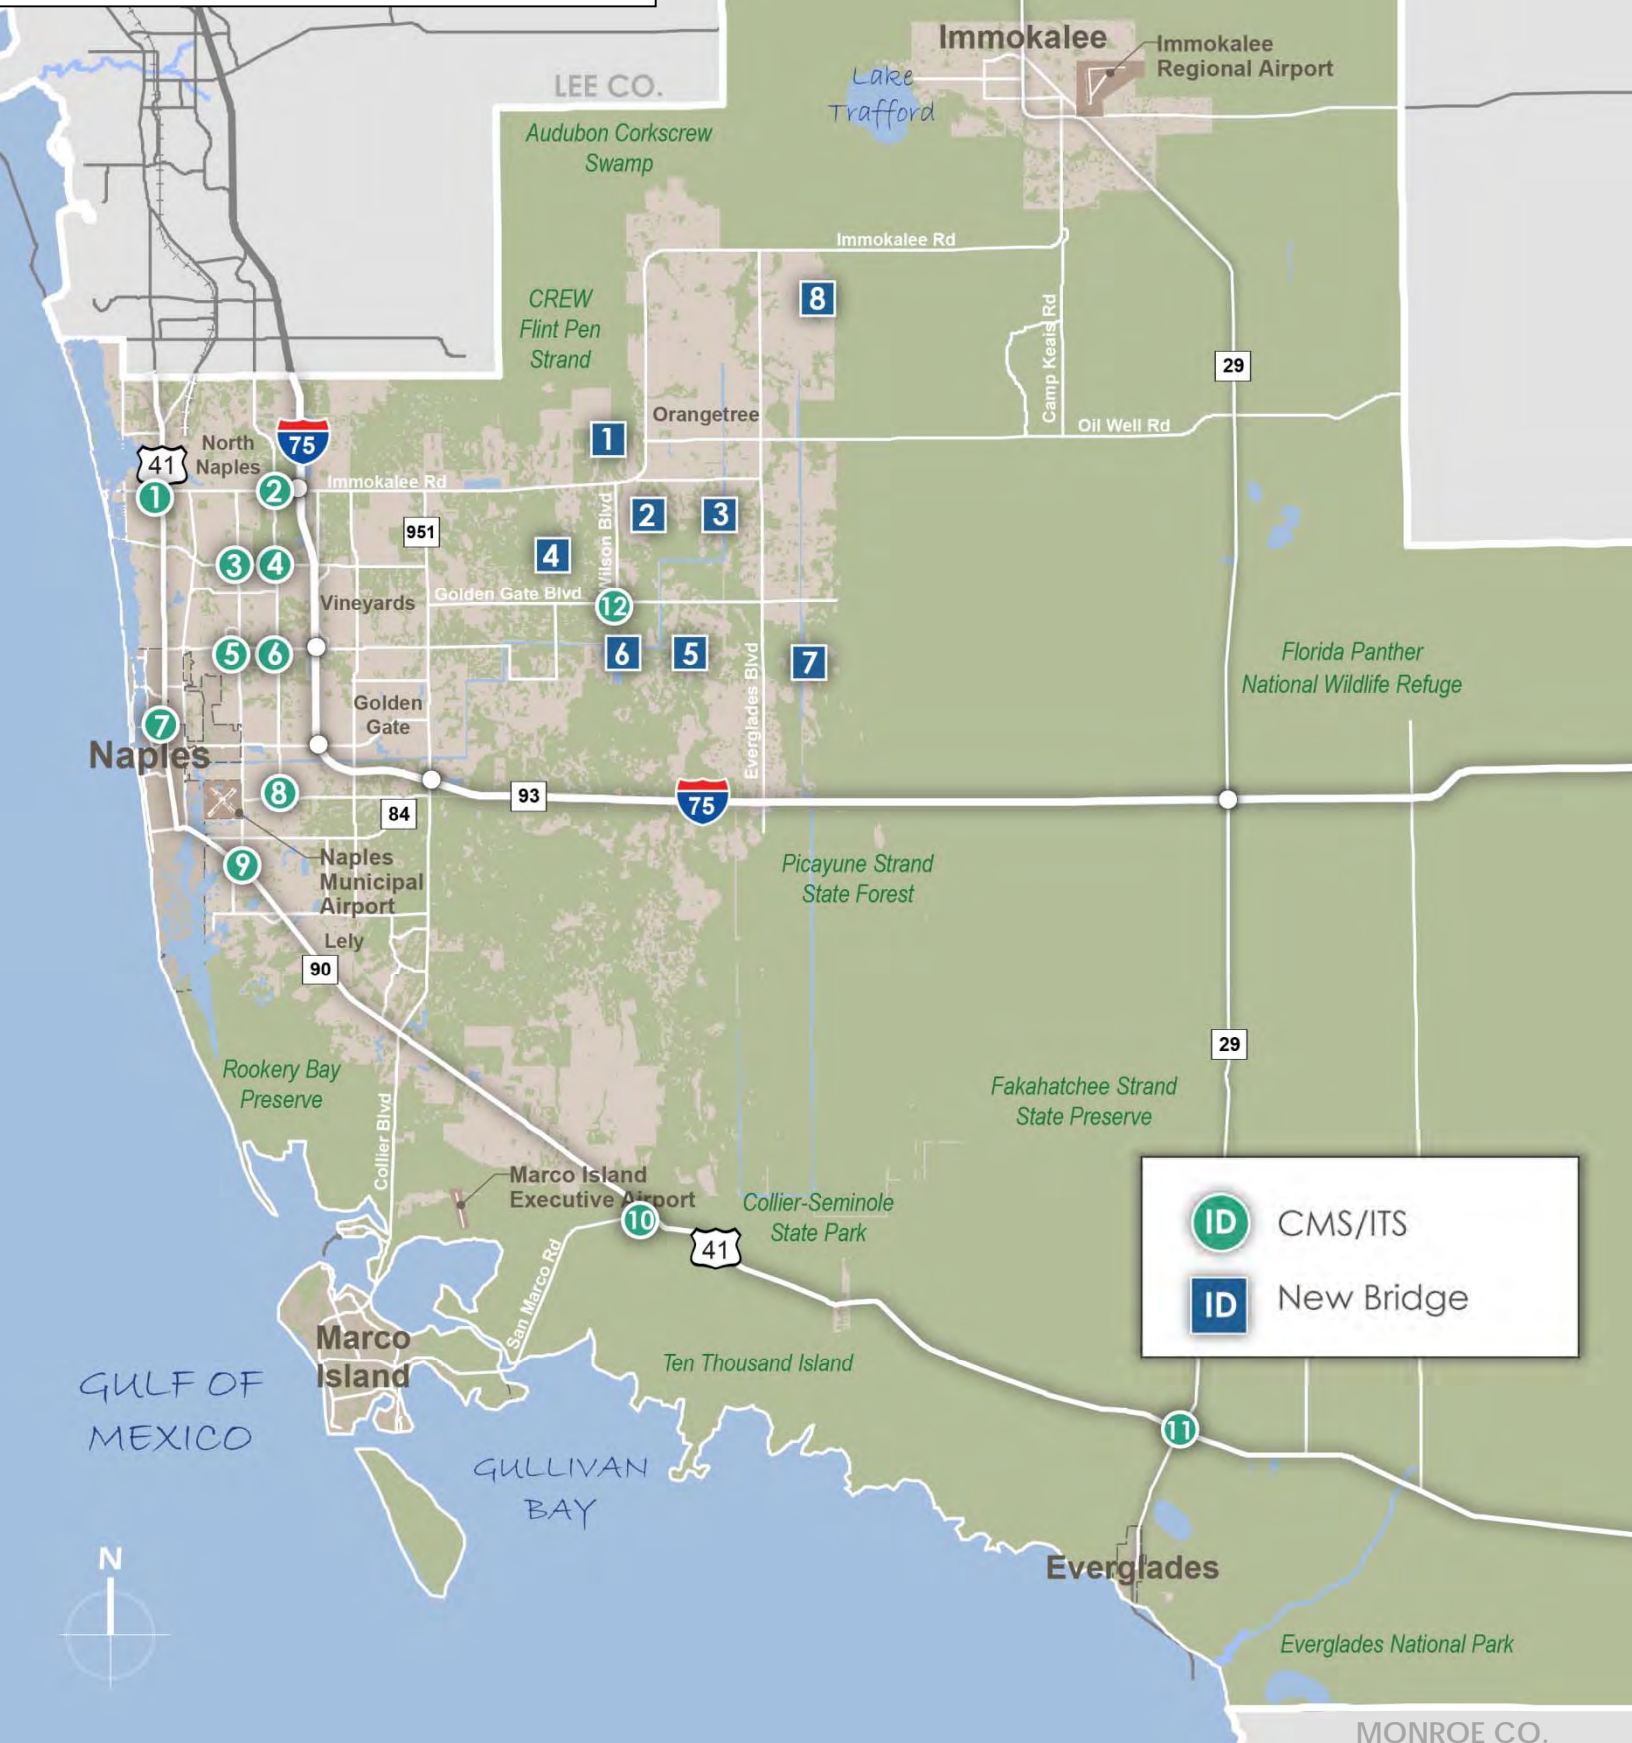 Immokalee
Immokalee
Regional Airport
Lake
Trafford
LEE CO.
Audubon Corkscrew
Swamp
Immokalee Rd
CREW
Flint Pen
Strand
8
Camp Keais Rd
29
Orangetree
Oil Well Rd
1
North
Naples
75
41
1
2
Immokalee Rd
951
Wilson Blvd
2
3
3
4
4
Vineyards
Golden Gate Blvd
12
5
6
6
5
7
Everglades Blvd
Florida Panther
National Wildlife Refuge
Golden
Gate
7
Naples
8
84
93
75
9
Naples
Municipal
Airport
Picayune Strand
State Forest
Lely
90
29
Rookery Bay
Preserve
Fakahatchee Strand
State Preserve
Collier Blvd
Marco Island
Executive Airport
10
Collier-Seminole
State Park
41
San Marco Rd
ID CMS/ITS
ID New Bridge
Marco
Island
Ten Thousand Island
GULF OF
MEXICO
11
GULLIVAN
BAY
N
Everglades
Everglades National Park
MONROE CO.